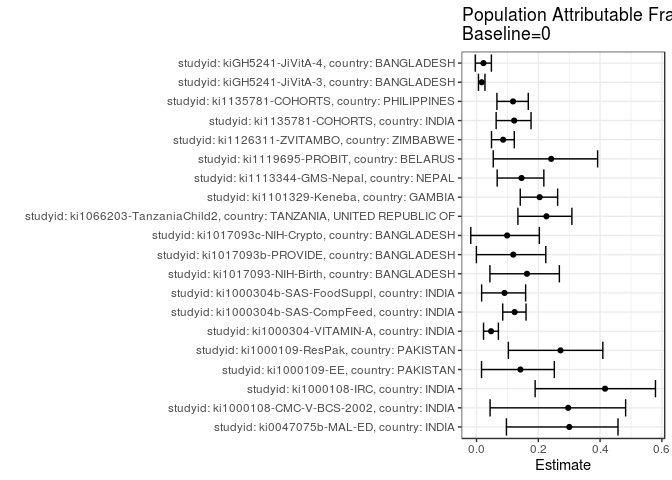 Population Attributable Fra
Baseline=0
studyid: kiGH5241-JiVitA-4, country: BANGLADESH
studyid: kiGH5241-JiVitA-3, country: BANGLADESH
studyid: ki1135781-COHORTS, country: PHILIPPINES
studyid: ki1135781-COHORTS, country: INDIA
studyid: ki1126311-ZVITAMBO, country: ZIMBABWE
studyid: ki1119695-PROBIT, country: BELARUS
studyid: ki1113344-GMS-Nepal, country: NEPAL
studyid: ki1101329-Keneba, country: GAMBIA
studyid: ki1066203-TanzaniaChild2, country: TANZANIA, UNITED REPUBLIC OF
studyid: ki1017093c-NIH-Crypto, country: BANGLADESH
studyid: ki1017093b-PROVIDE, country: BANGLADESH
studyid: ki1017093-NIH-Birth, country: BANGLADESH
studyid: ki1000304b-SAS-FoodSuppl, country: INDIA
studyid: ki1000304b-SAS-CompFeed, country: INDIA
studyid: ki1000304-VITAMIN-A, country: INDIA
studyid: ki1000109-ResPak, country: PAKISTAN
studyid: ki1000109-EE, country: PAKISTAN
studyid: ki1000108-IRC, country: INDIA
studyid: ki1000108-CMC-V-BCS-2002, country: INDIA
studyid: ki0047075b-MAL-ED, country: INDIA
0.0 0.2 0.4 0.6
Estimate